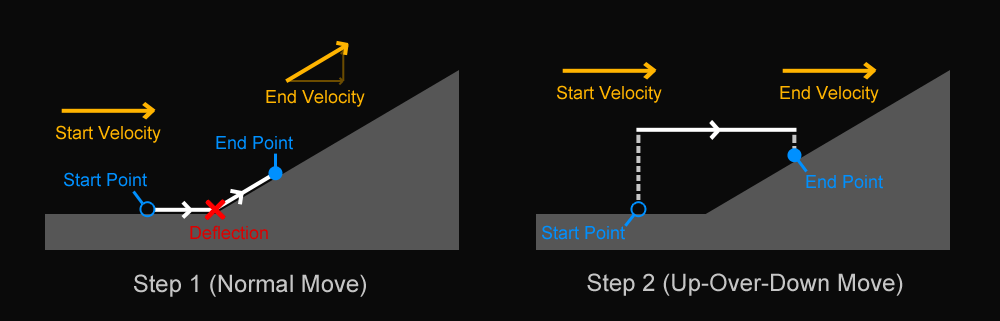 End Velocity
Start Velocity
End Point
Start Point
Deflection
Step 1 (Normal Move)
Start Velocity
End Velocity
End Point
Start Point
Step 2 (Up-Over-Down Move)